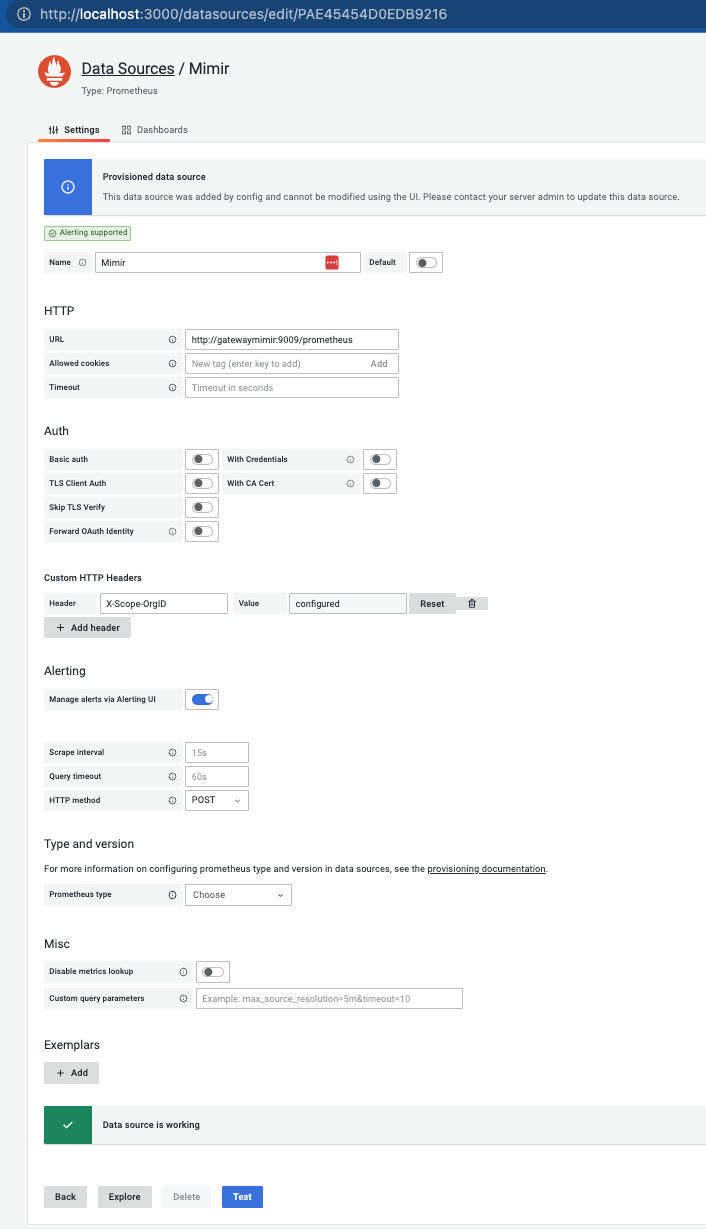 http://localhost:3000/datasources/edit/PAE45454D0EDB9216
Data Sources / Mimir
Type: Prometheus
Settings Dashboards
Provisioned data source
This data source was added by config and cannot be modified using the UI. Please contact your server admin to update this data source.
Alerting supported
Name Mimir Default
HTTP
URL http://gatewaymimir:9009/prometheus
Allowed cookies New tag (enter key to add) Add
Timeout Timeout in seconds
Auth
Basic auth With Credentials
TLS Client Auth With CA Cert
Skip TLS Verify
Forward OAuth Identity
Custom HTTP Headers
Header X-Scope-OrgID Value configured Reset
+ Add header
Alerting
Manage alerts via Alerting UI
Scrape interval 15s
Query timeout 60s
HTTP method POST
Type and version
For more information on configuring prometheus type and version in data sources, see the provisioning documentation.
Prometheus type Choose
Misc
Disable metrics lookup
Custom query parameters Example: max_source_resolution=5m&timeout=10
Exemplars
+ Add
Data source is working
Back Explore Delete Test